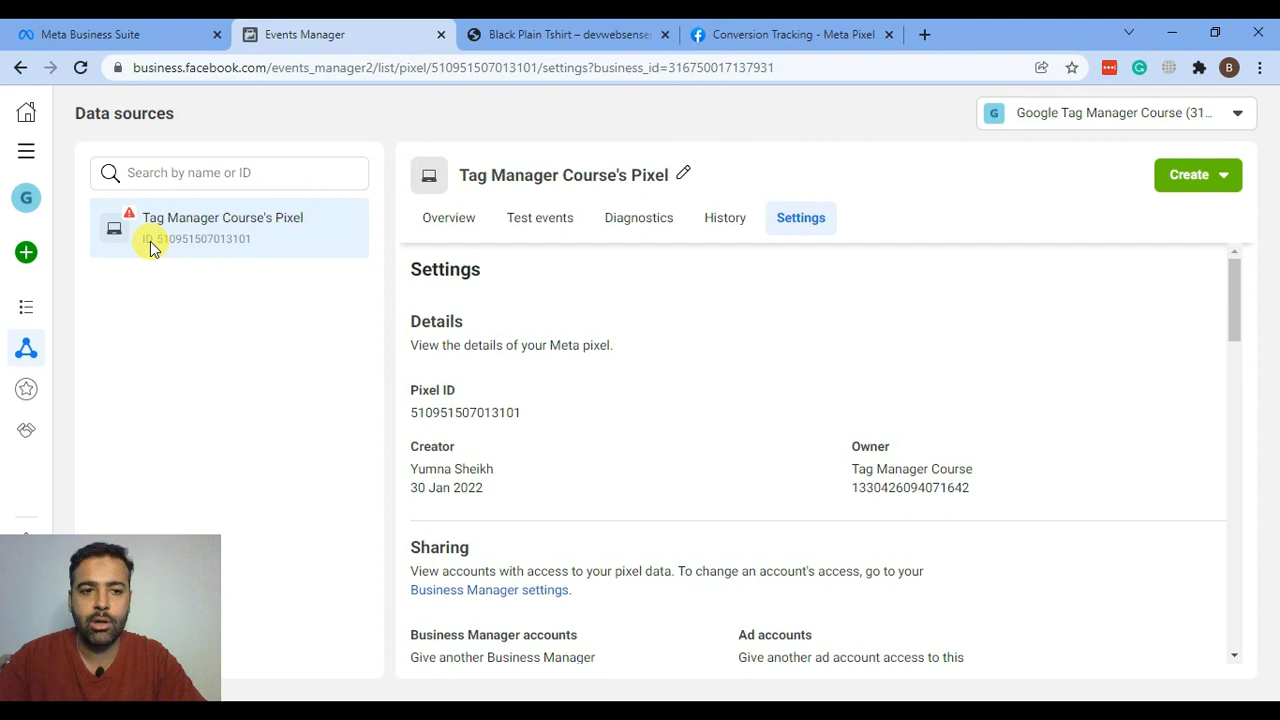 Meta Business Suite
Events Manager
Black Plain Tshirt – devwebsensep
Conversion Tracking - Meta Pixel
business.facebook.com/events_manager2/list/pixel/510951507013101/settings?business_id=316750017137931
B
Data sources
G Google Tag Manager Course (31...
Search by name or ID
G
Tag Manager Course's Pixel
ID 510951507013101
Tag Manager Course's Pixel
Create
Overview
Test events
Diagnostics
History
Settings
Settings
Details
View the details of your Meta pixel.
Pixel ID
510951507013101
Creator
Owner
Yumna Sheikh
Tag Manager Course
30 Jan 2022
1330426094071642
Sharing
View accounts with access to your pixel data. To change an account's access, go to your
Business Manager settings.
Business Manager accounts
Ad accounts
Give another Business Manager
Give another ad account access to this